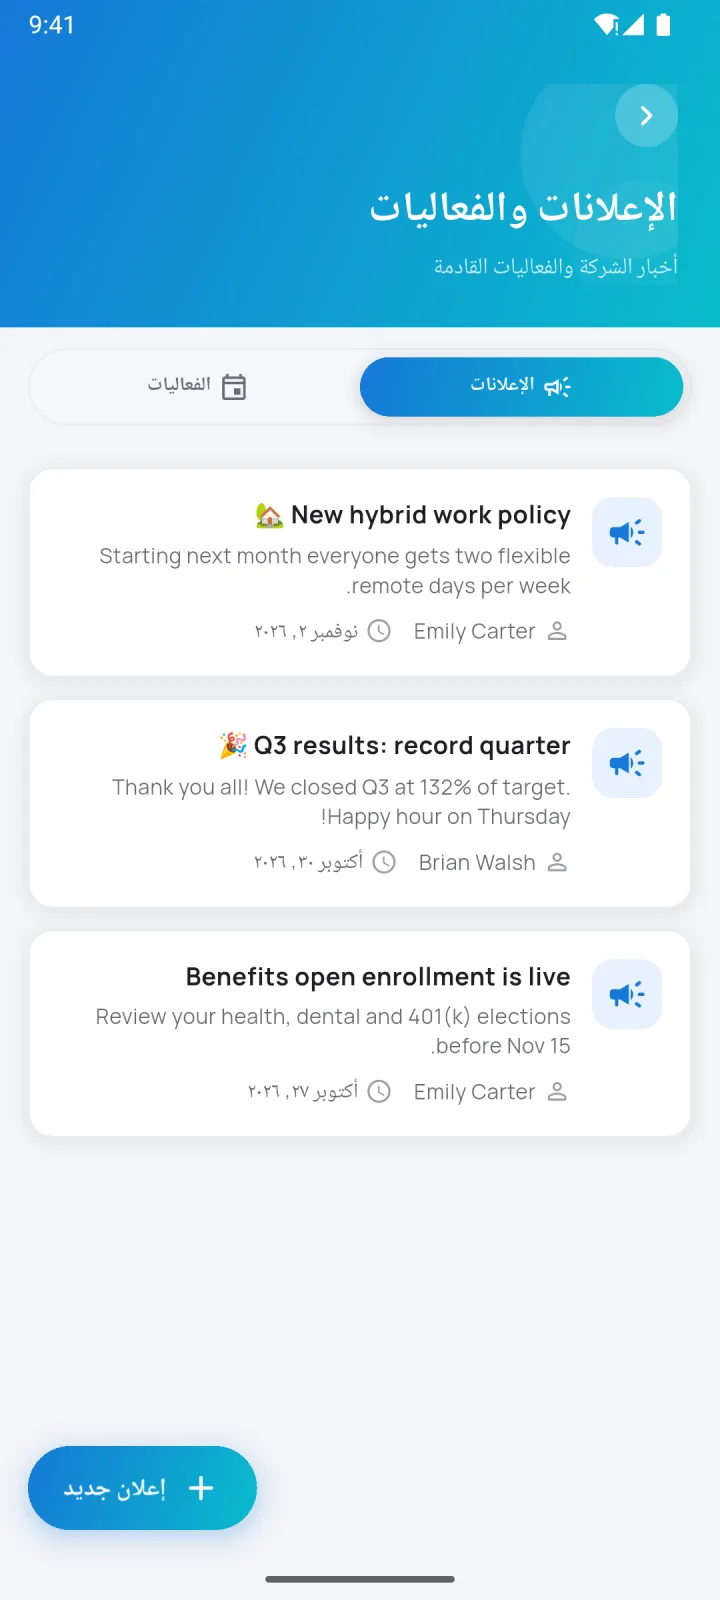 9:41
الإعلانات والفعاليات
أخبار الشركة والفعاليات القادمة
الإعلانات
الفعاليات
New hybrid work policy 🏡
Starting next month everyone gets two flexible
remote days per week.
Emily Carter
نوفمبر ٢, ٢٠٢٦
Q3 results: record quarter 🎉
Thank you all! We closed Q3 at 132% of target.
Happy hour on Thursday!
Brian Walsh
أكتوبر ٣٠, ٢٠٢٦
Benefits open enrollment is live
Review your health, dental and 401(k) elections
before Nov 15.
Emily Carter
أكتوبر ٢٧, ٢٠٢٦
إعلان جديد